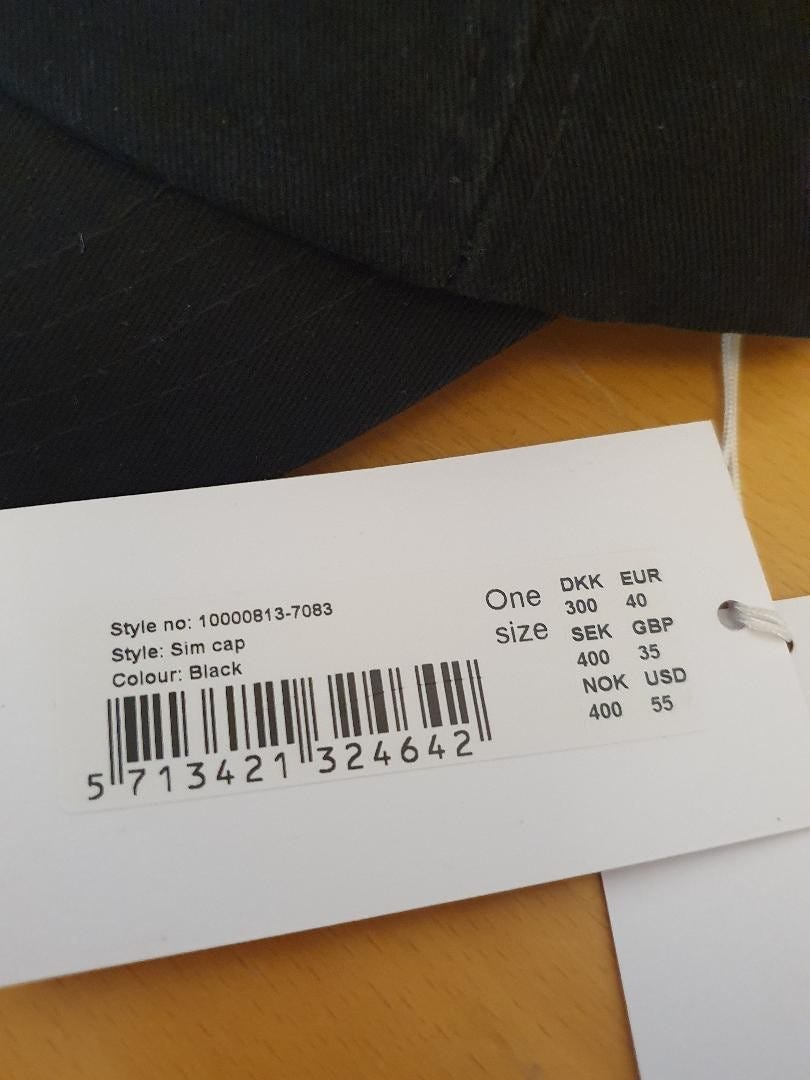 Style no: 10000813-7083
Style: Sim cap
Colour: Black
5 713421 324642
One
size
DKK EUR
300 40
SEK GBP
400 35
NOK USD
400 55